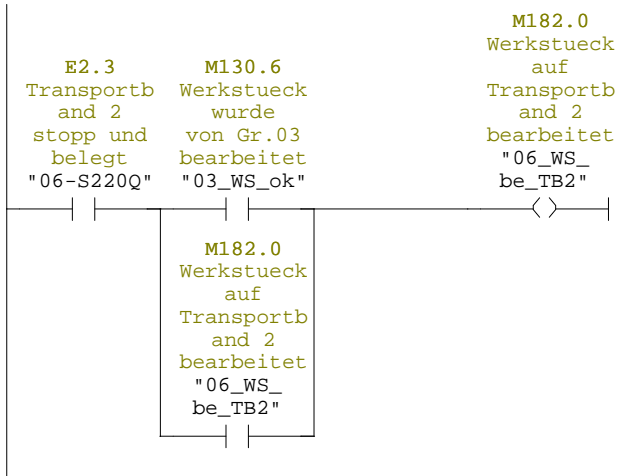 M182.0
Werkstueck
auf
Transportb
and 2
bearbeitet
"06_WS_
be_TB2"
E2.3
Transportb
and 2
stopp und
belegt
"06-S220Q"
M130.6
Werkstueck
wurde
von Gr.03
bearbeitet
"03_WS_ok"
M182.0
Werkstueck
auf
Transportb
and 2
bearbeitet
"06_WS_
be_TB2"